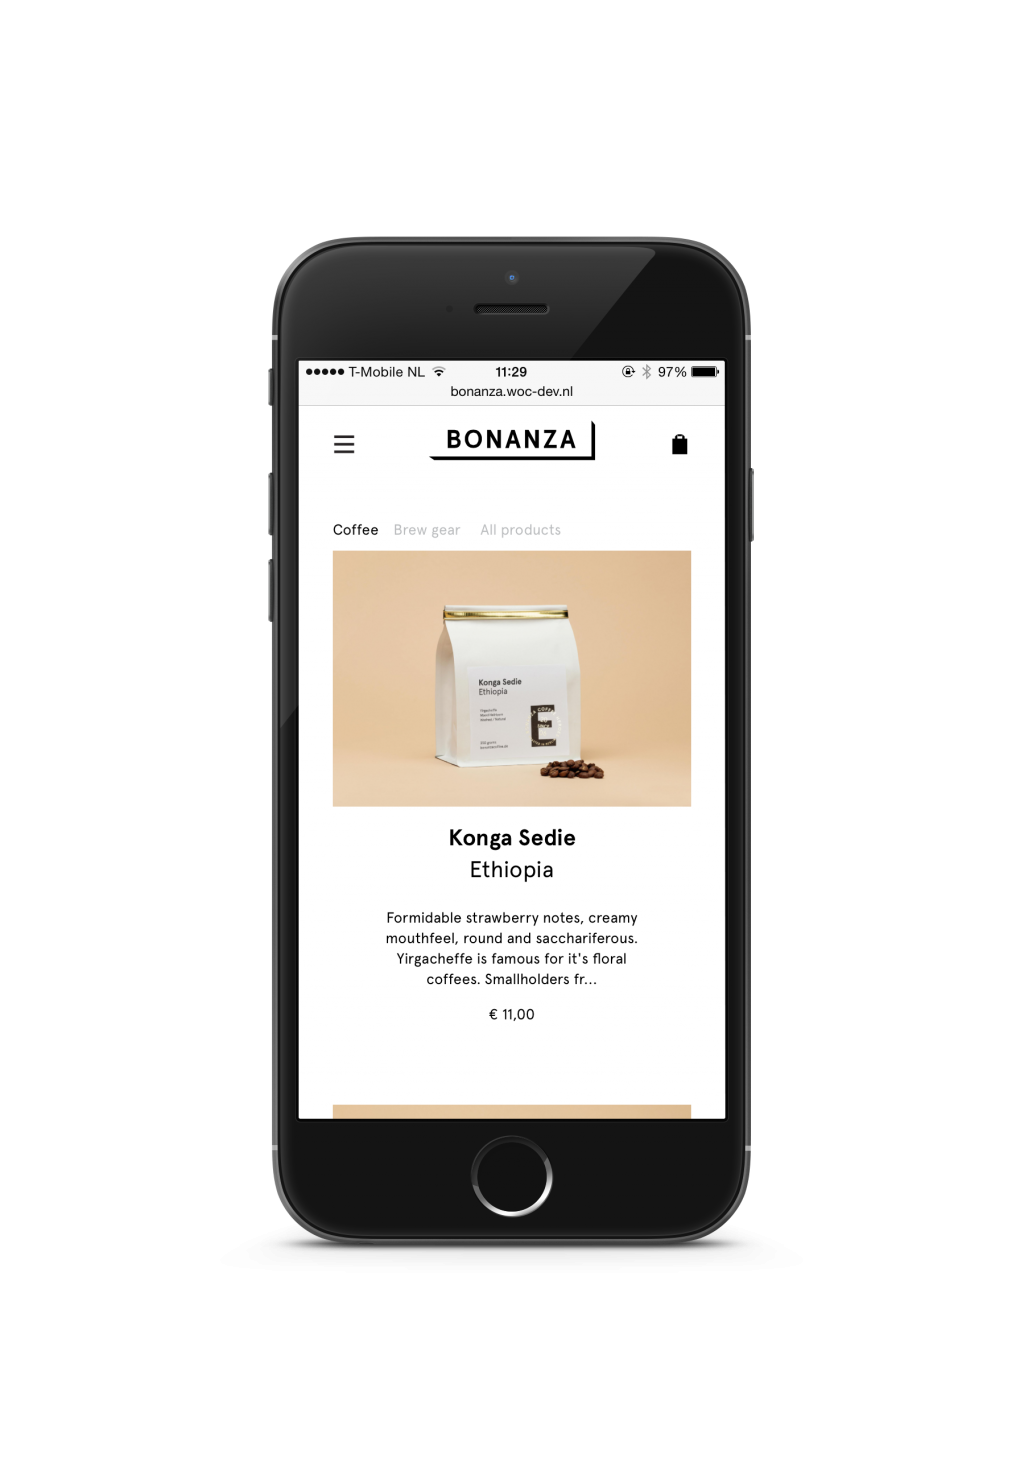 T-Mobile NL 11:29 97%
bonanza.woc-dev.nl
BONANZA
Coffee Brew gear All products
Konga Sedie
Ethiopia
E
Konga Sedie
Ethiopia
Formidable strawberry notes, creamy
mouthfeel, round and sacchariferous.
Yirgacheffe is famous for it's floral
coffees. Smallholders fr...
€ 11,00